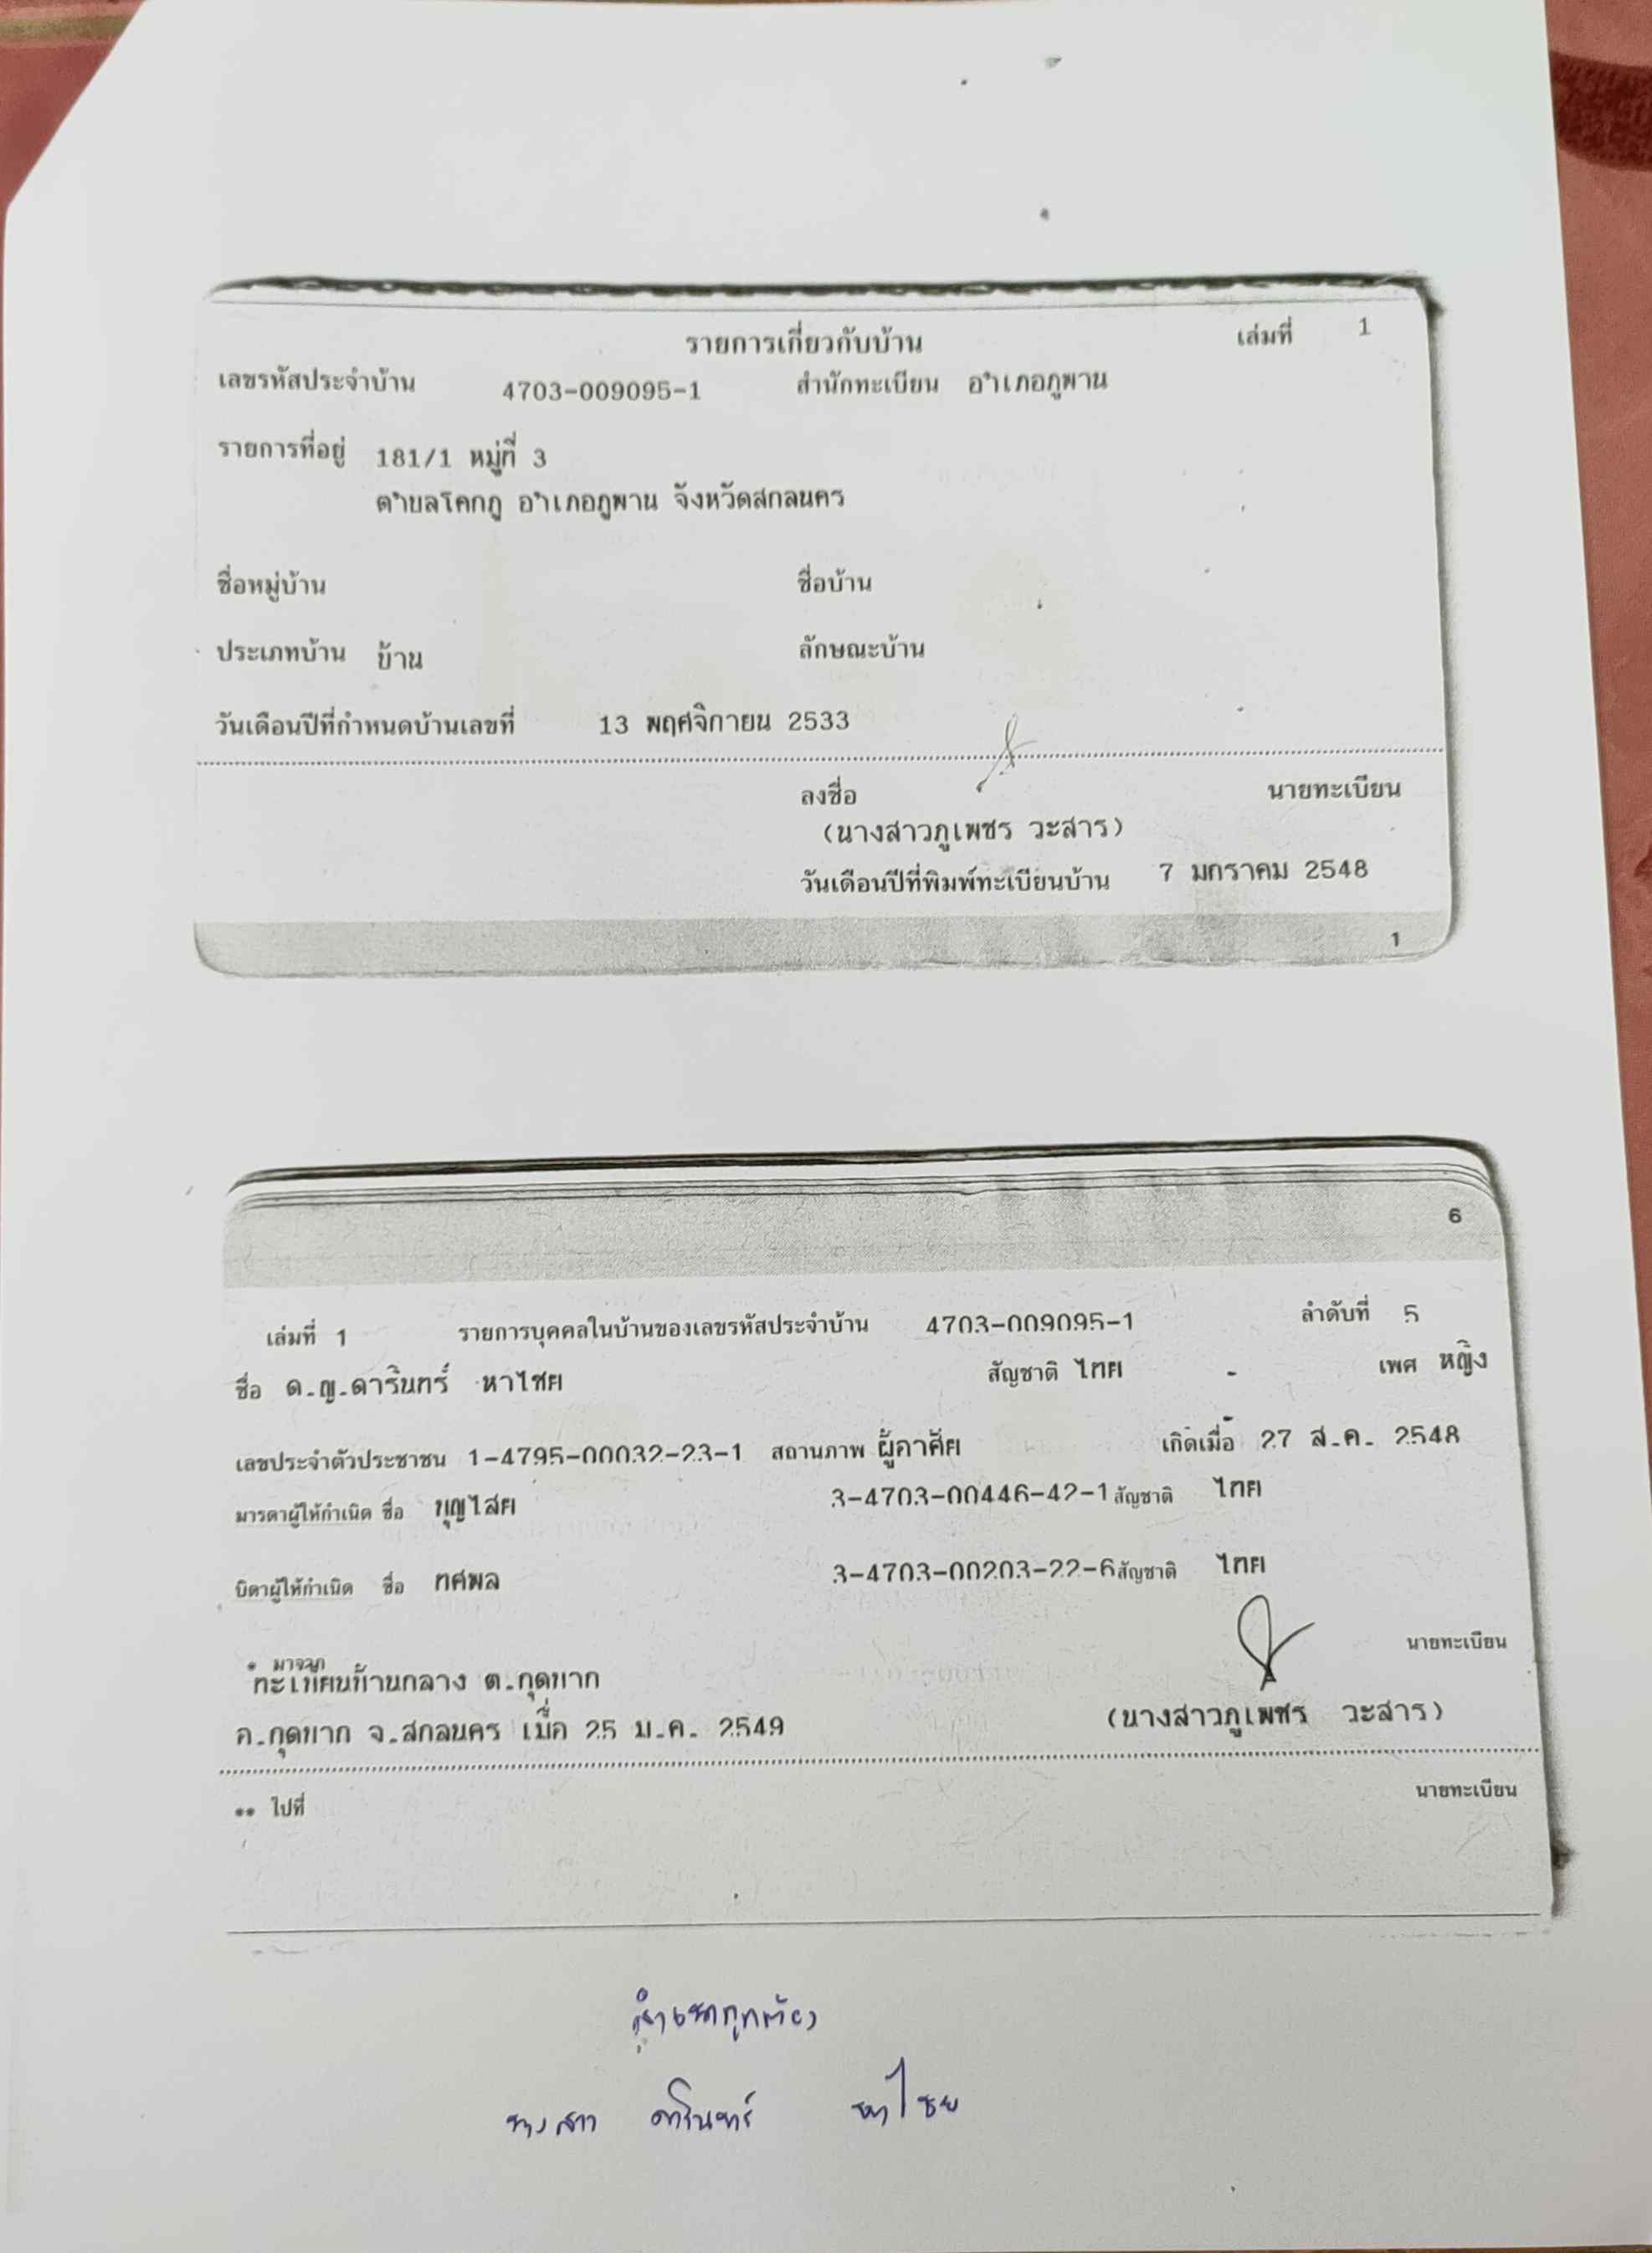 รายการเกี่ยวกับบ้าน เล่มที่ 1
เลขรหัสประจำบ้าน 4703-009095-1 สำนักทะเบียน อำเภอภูพาน
รายการที่อยู่ 181/1 หมู่ที่ 3
ตำบลโคกภู อำเภอภูพาน จังหวัดสกลนคร
ชื่อหมู่บ้าน ชื่อบ้าน
ประเภทบ้าน บ้าน ลักษณะบ้าน
วันเดือนปีที่กำหนดบ้านเลขที่ 13 พฤศจิกายน 2533
ลงชื่อ นายทะเบียน
(นางสาวภูเพชร วะสาร)
วันเดือนปีที่พิมพ์ทะเบียนบ้าน 7 มกราคม 2548
1
6
เล่มที่ 1 รายการบุคคลในบ้านของเลขรหัสประจำบ้าน 4703-009095-1 ลำดับที่ 5
ชื่อ ด.ญ.ดารินทร์ หาไชย สัญชาติ ไทย - เพศ หญิง
เลขประจำตัวประชาชน 1-4795-00032-23-1 สถานภาพ ผู้อาศัย เกิดเมื่อ 27 ส.ค. 2548
มารดาผู้ให้กำเนิด ชื่อ บุญไสย 3-4703-00446-42-1 สัญชาติ ไทย
บิดาผู้ให้กำเนิด ชื่อ ทศพล 3-4703-00203-22-6 สัญชาติ ไทย
* มาจาก นายทะเบียน
ทะเบียนบ้านกลาง ต.กุดบาก
อ.กุดบาก จ.สกลนคร เมื่อ 25 ม.ค. 2549 (นางสาวภูเพชร วะสาร)
** ไปที่ นายทะเบียน
สำเนาถูกต้อง
นางสาว ดารินทร์ หาไชย